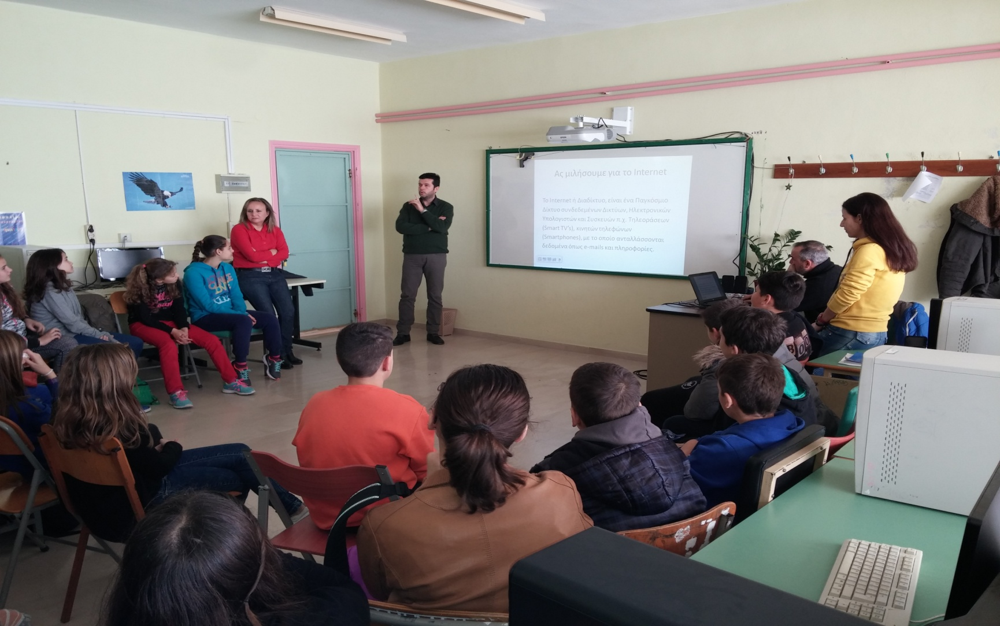 Ας μιλήσουμε για το Internet
Το Internet ή Διαδίκτυο, είναι ένα Παγκόσμιο
Δίκτυο συνδεδεμένων Δικτύων, Ηλεκτρονικών
Υπολογιστών και Συσκευών π.χ. Τηλεοράσεων
(Smart TV's), κινητών τηλεφώνων
(Smartphones), με το οποίο ανταλλάσσονται
δεδομένα όπως e-mails και πληροφορίες.